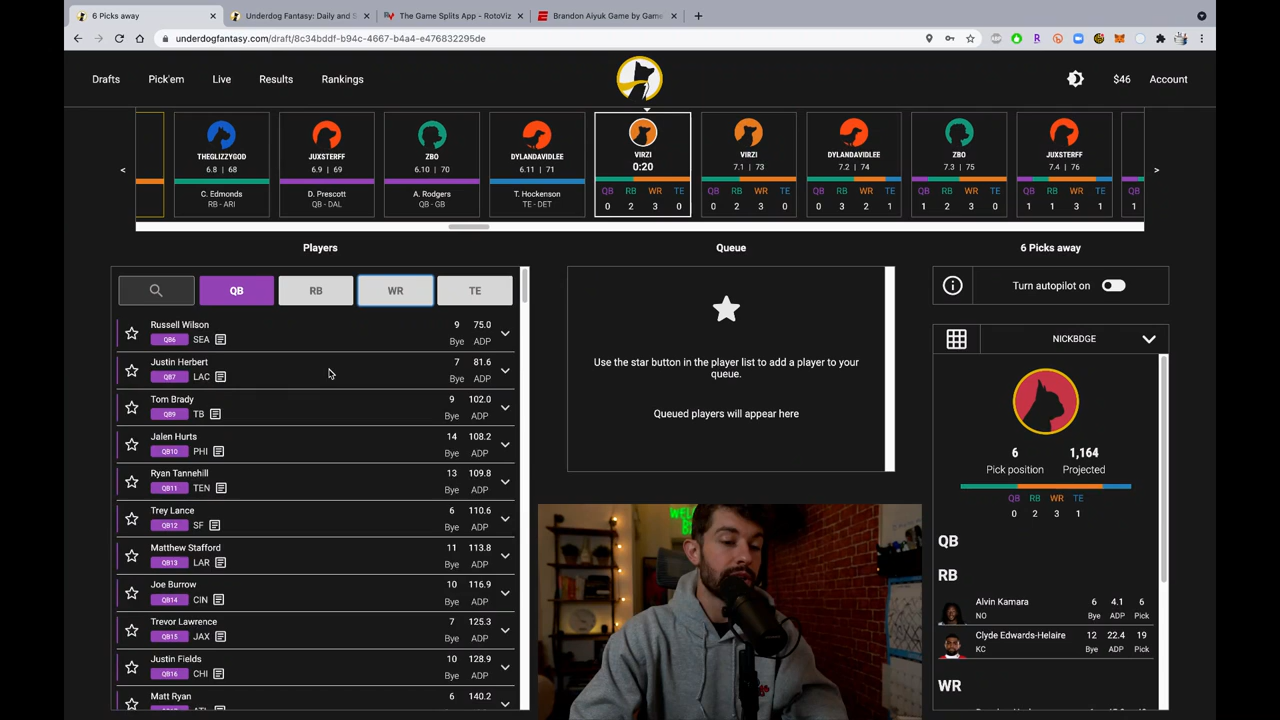 6 Picks away
Underdog Fantasy: Daily and S
The Game Splits App - RotoViz
Brandon Aiyuk Game by Game
underdogfantasy.com/draft/8c34bddf-b94c-4667-b4a4-e476832295de
Drafts Pick'em Live Results Rankings $46 Account
THEGLIZZYGOD JUXSTERFF ZBO DYLANDAVIDLEE VIRZI VIRZI DYLANDAVIDLEE ZBO JUXSTERFF
6.8 | 68 6.9 | 69 6.10 | 70 6.11 | 71 0:20 7.1 | 73 7.2 | 74 7.3 | 75 7.4 | 76
C. Edmonds D. Prescott A. Rodgers T. Hockenson QB RB WR TE QB RB WR TE QB RB WR TE QB RB WR TE QB RB WR TE
RB - ARI QB - DAL QB - GB TE - DET 0 2 3 0 0 2 3 0 0 3 2 1 1 2 3 0 1 1 3 1
< >
Players
QB RB WR TE
Russell Wilson 9 75.0
QB6 SEA Bye ADP
Justin Herbert 7 81.6
QB7 LAC Bye ADP
Tom Brady 9 102.0
QB9 TB Bye ADP
Jalen Hurts 14 108.2
QB10 PHI Bye ADP
Ryan Tannehill 13 109.8
QB11 TEN Bye ADP
Trey Lance 6 110.6
QB12 SF Bye ADP
Matthew Stafford 11 113.8
QB13 LAR Bye ADP
Joe Burrow 10 116.9
QB14 CIN Bye ADP
Trevor Lawrence 7 125.3
QB15 JAX Bye ADP
Justin Fields 10 128.9
QB16 CHI Bye ADP
Matt Ryan 6 140.2
Queue
Use the star button in the player list to add a player to your
queue.
Queued players will appear here
6 Picks away
Turn autopilot on
NICKBDGE
6 1,164
Pick position Projected
QB RB WR TE
0 2 3 1
QB
RB
Alvin Kamara 6 4.1 6
NO Bye ADP Pick
Clyde Edwards-Helaire 12 22.4 19
KC Bye ADP Pick
WR